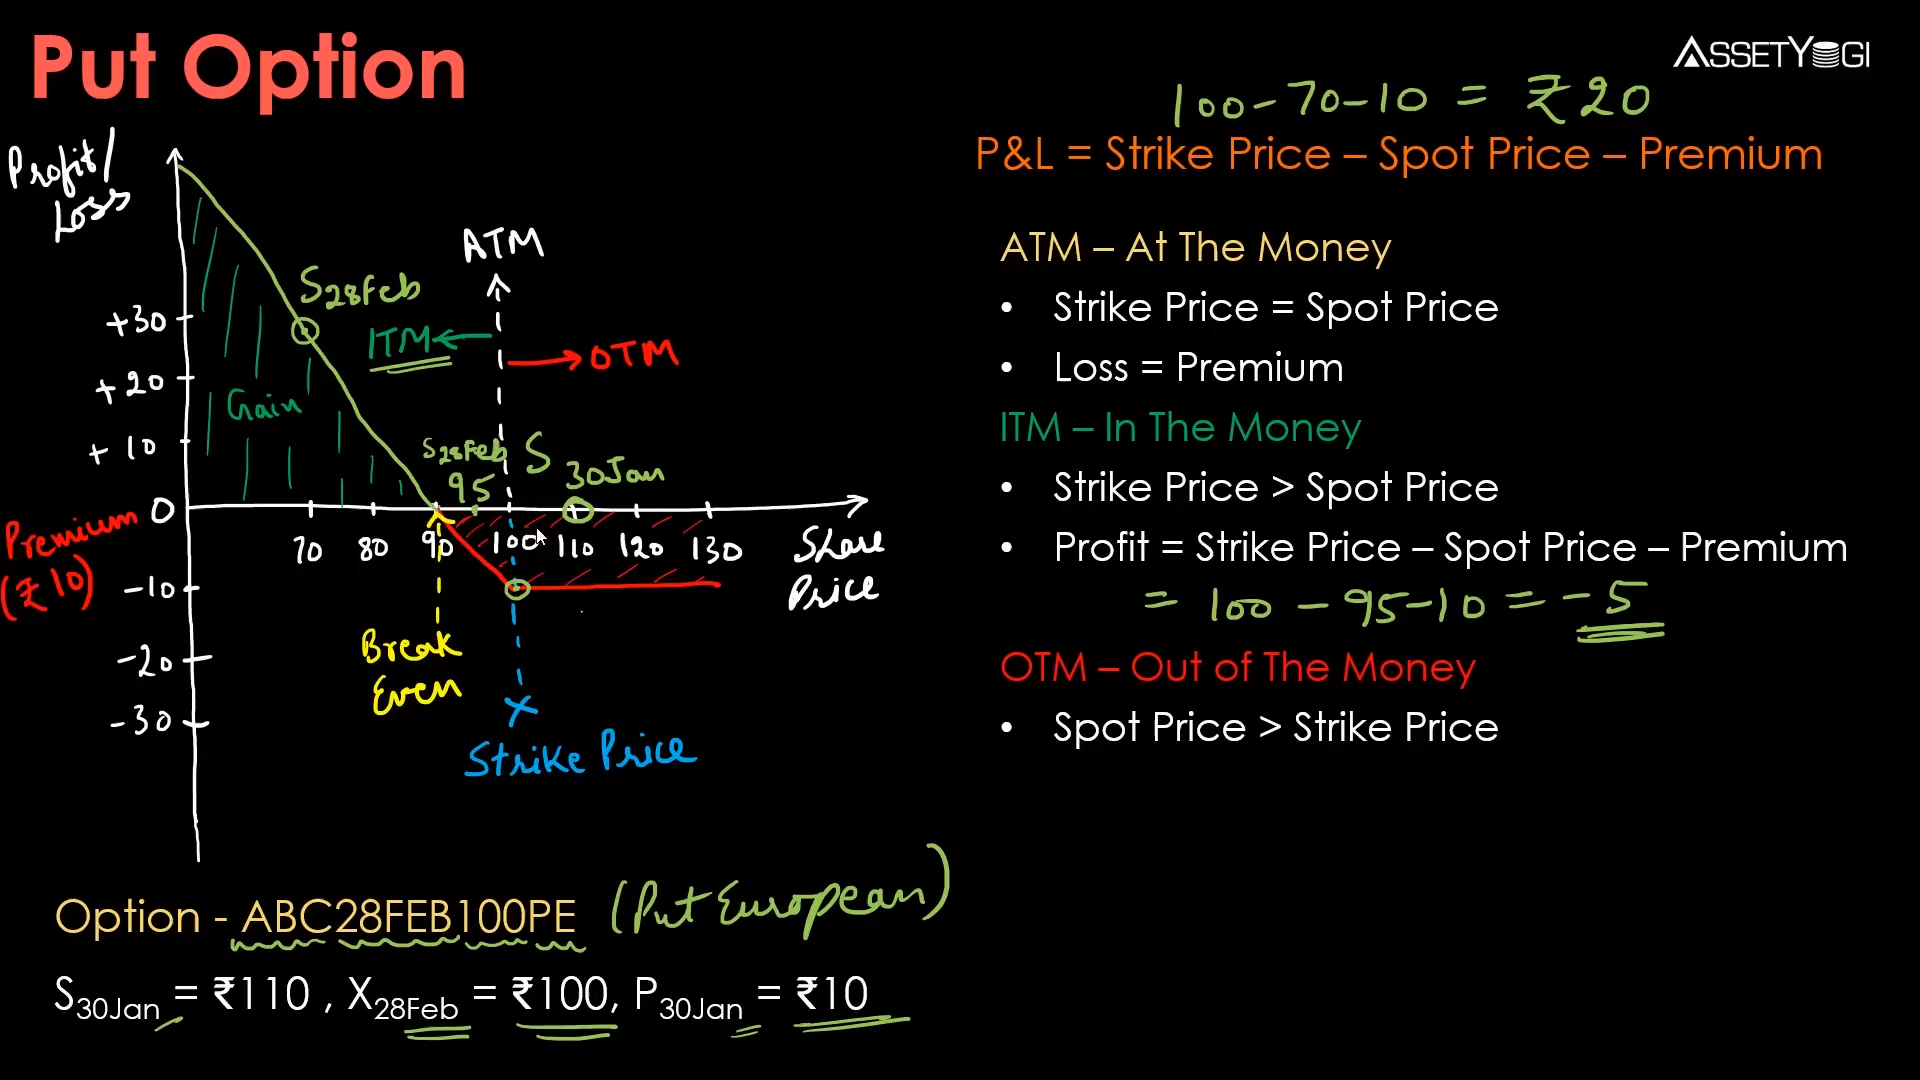 Put Option
ASSETYOGI
100-70-10 = ₹20
P&L = Strike Price – Spot Price – Premium
ATM – At The Money
• Strike Price = Spot Price
• Loss = Premium
ITM – In The Money
• Strike Price > Spot Price
• Profit = Strike Price – Spot Price – Premium
= 100 - 95-10 = -5
OTM – Out of The Money
• Spot Price > Strike Price
Profit/
Loss
ATM
S28Feb
+30
ITM
OTM
+20
Gain
+10
S28Feb
95
S 30Jan
0
Premium
(₹10)
70 80 90 100 110 120 130
Share
Price
-10
-20
-30
Break
Even
X
Strike Price
Option - ABC28FEB100PE (Put European)
S30Jan = ₹110 , X28Feb = ₹100, P30Jan = ₹10